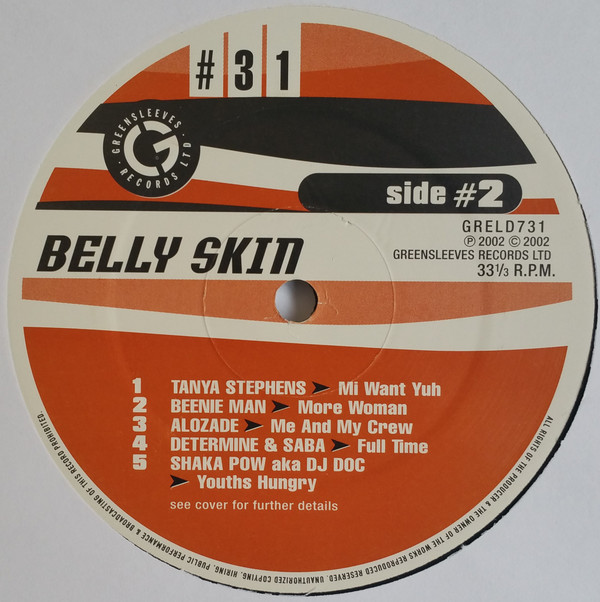 #31
GREENSLEEVES
RECORDS LTD
G
side #2
BELLY SKIN
GRELD731
℗ 2002 © 2002
GREENSLEEVES RECORDS LTD
33⅓ R.P.M.
1 TANYA STEPHENS ➤ Mi Want Yuh
2 BEENIE MAN ➤ More Woman
3 ALOZADE ➤ Me And My Crew
4 DETERMINE & SABA ➤ Full Time
5 SHAKA POW aka DJ DOC
➤ Youths Hungry
see cover for further details
ALL RIGHTS OF THE PRODUCER & THE OWNER OF THE WORKS REPRODUCED RESERVED. UNAUTHORIZED COPYING, HIRING, PUBLIC PERFORMANCE & BROADCASTING OF THIS RECORD PROHIBITED.